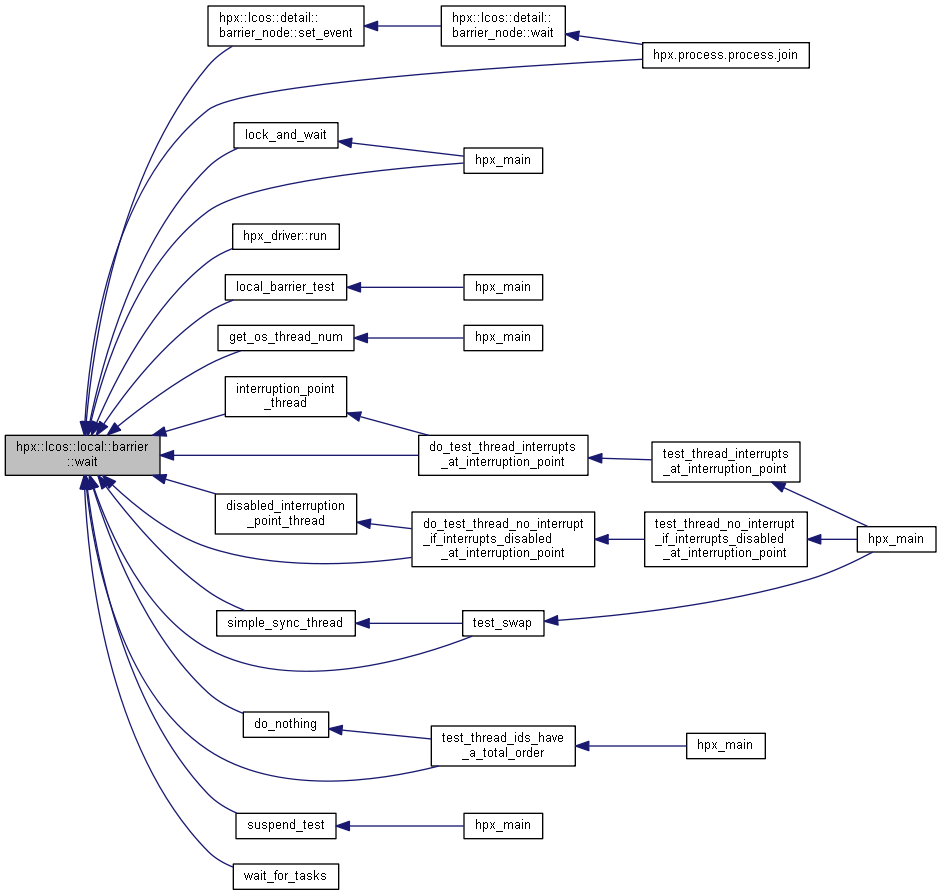 hpx::lcos::detail::
barrier_node::set_event
hpx::lcos::detail::
barrier_node::wait
hpx.process.process.join
lock_and_wait
hpx_main
hpx_driver::run
local_barrier_test
hpx_main
get_os_thread_num
hpx_main
interruption_point
_thread
hpx::lcos::local::barrier
::wait
do_test_thread_interrupts
_at_interruption_point
test_thread_interrupts
_at_interruption_point
disabled_interruption
_point_thread
do_test_thread_no_interrupt
_if_interrupts_disabled
_at_interruption_point
test_thread_no_interrupt
_if_interrupts_disabled
_at_interruption_point
hpx_main
simple_sync_thread
test_swap
do_nothing
test_thread_ids_have
_a_total_order
hpx_main
suspend_test
hpx_main
wait_for_tasks